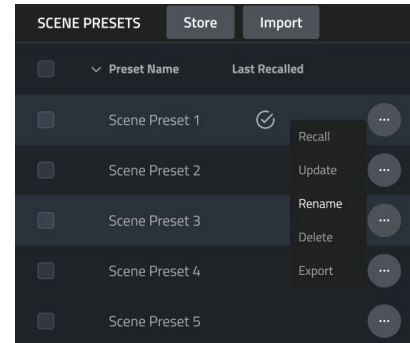 SCENE PRESETS Store Import
Preset Name Last Recalled
Scene Preset 1
Recall
Scene Preset 2 Update
Rename
Scene Preset 3
Delete
Scene Preset 4 Export
Scene Preset 5